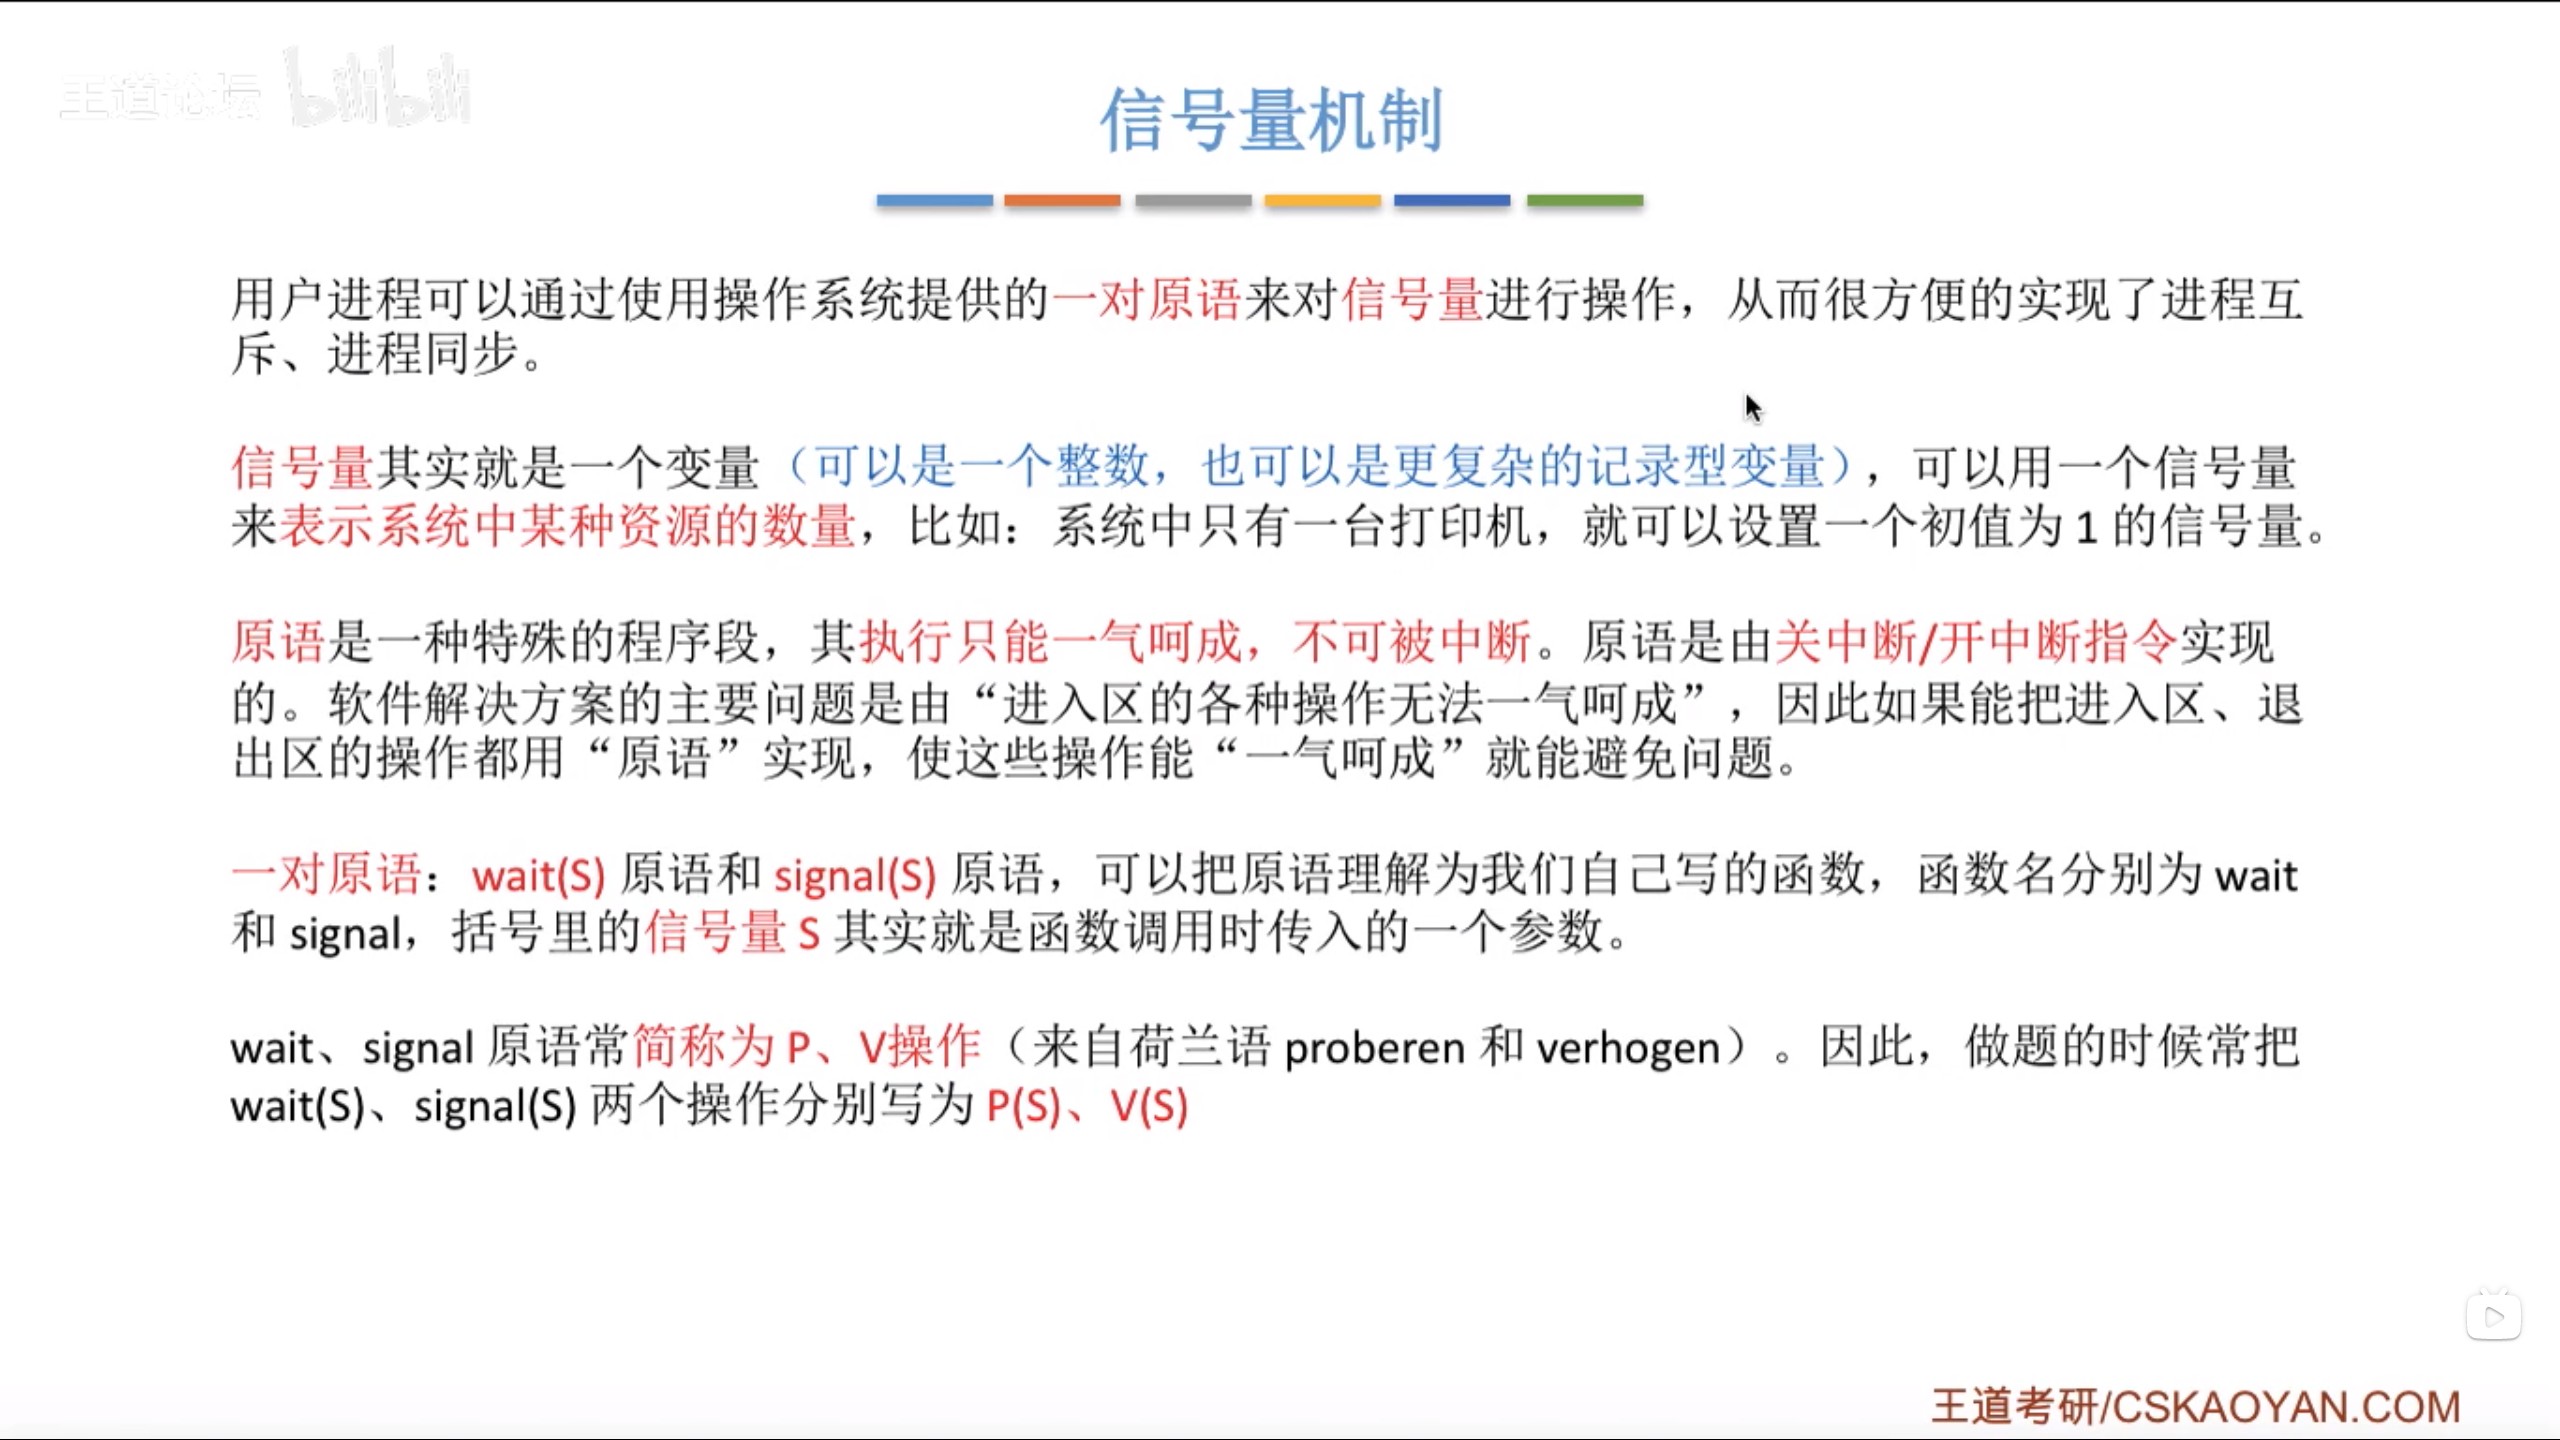 王道论坛 bilibili
信号量机制
用户进程可以通过使用操作系统提供的一对原语来对信号量进行操作，从而很方便的实现了进程互
斥、进程同步。
信号量其实就是一个变量（可以是一个整数，也可以是更复杂的记录型变量），可以用一个信号量
来表示系统中某种资源的数量，比如：系统中只有一台打印机，就可以设置一个初值为 1 的信号量。
原语是一种特殊的程序段，其执行只能一气呵成，不可被中断。原语是由关中断/开中断指令实现
的。软件解决方案的主要问题是由“进入区的各种操作无法一气呵成”，因此如果能把进入区、退
出区的操作都用“原语”实现，使这些操作能“一气呵成”就能避免问题。
一对原语：wait(S) 原语和 signal(S) 原语，可以把原语理解为我们自己写的函数，函数名分别为 wait
和 signal，括号里的信号量 S 其实就是函数调用时传入的一个参数。
wait、signal 原语常简称为 P、V操作（来自荷兰语 proberen 和 verhogen）。因此，做题的时候常把
wait(S)、signal(S) 两个操作分别写为 P(S)、V(S)
王道考研/CSKAOYAN.COM